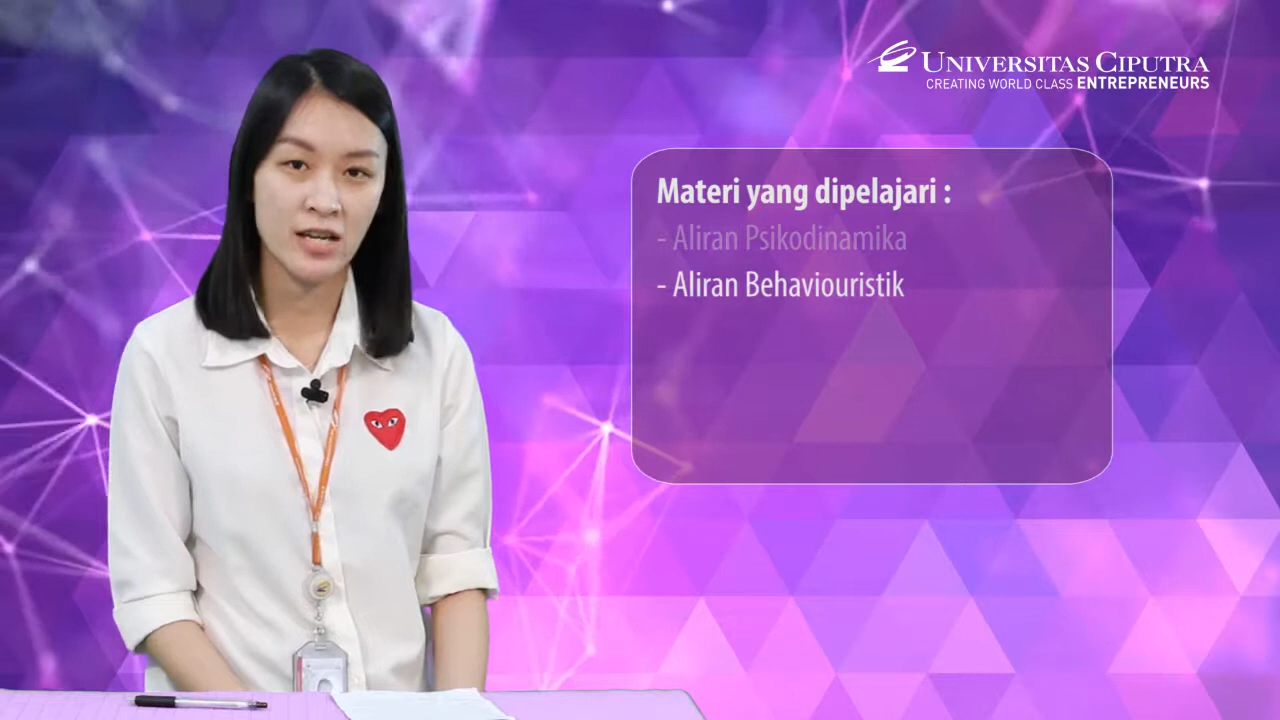 UNIVERSITAS CIPUTRA
CREATING WORLD CLASS ENTREPRENEURS
Materi yang dipelajari :
- Aliran Psikodinamika
- Aliran Behaviouristik